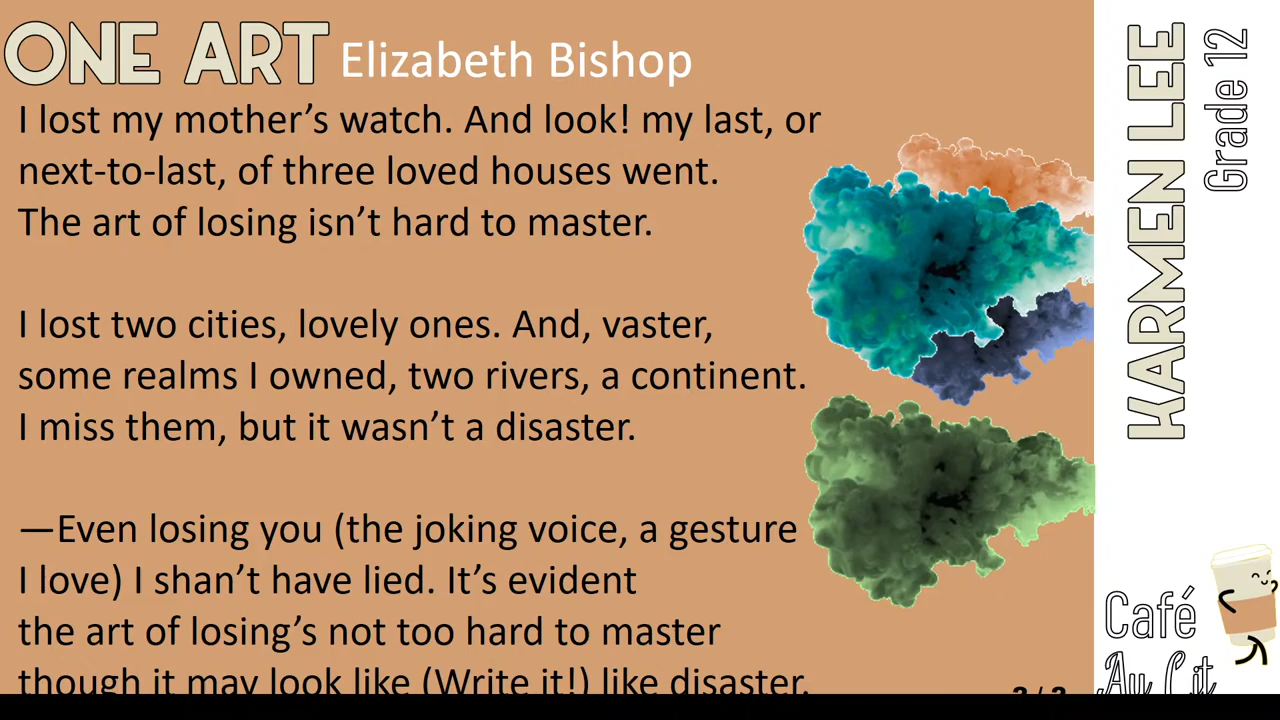 ONE ART Elizabeth Bishop
I lost my mother’s watch. And look! my last, or
next-to-last, of three loved houses went.
The art of losing isn’t hard to master.
I lost two cities, lovely ones. And, vaster,
some realms I owned, two rivers, a continent.
I miss them, but it wasn’t a disaster.
—Even losing you (the joking voice, a gesture
I love) I shan’t have lied. It’s evident
the art of losing’s not too hard to master
though it may look like (Write it!) like disaster.
HARMEN LEE
Grade 12
Café
Au Cit